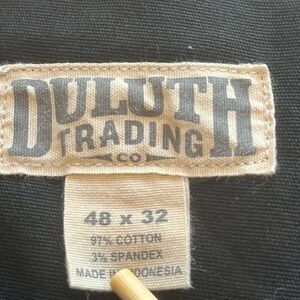 DULUTH
TRADING
CO
48 x 32
97% COTTON
3% SPANDEX
MADE IN INDONESIA